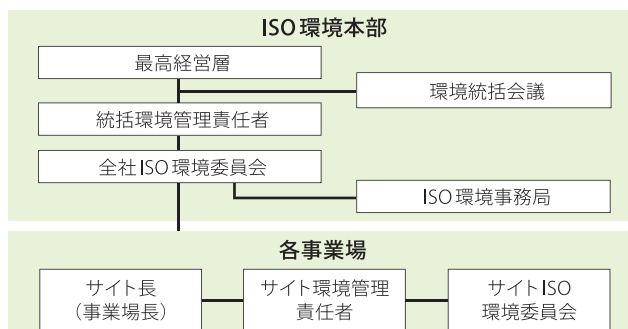 ISO環境本部
最高経営層
環境統括会議
統括環境管理責任者
全社ISO環境委員会
ISO環境事務局
各事業場
サイト長
（事業場長）
サイト環境管理
責任者
サイトISO
環境委員会